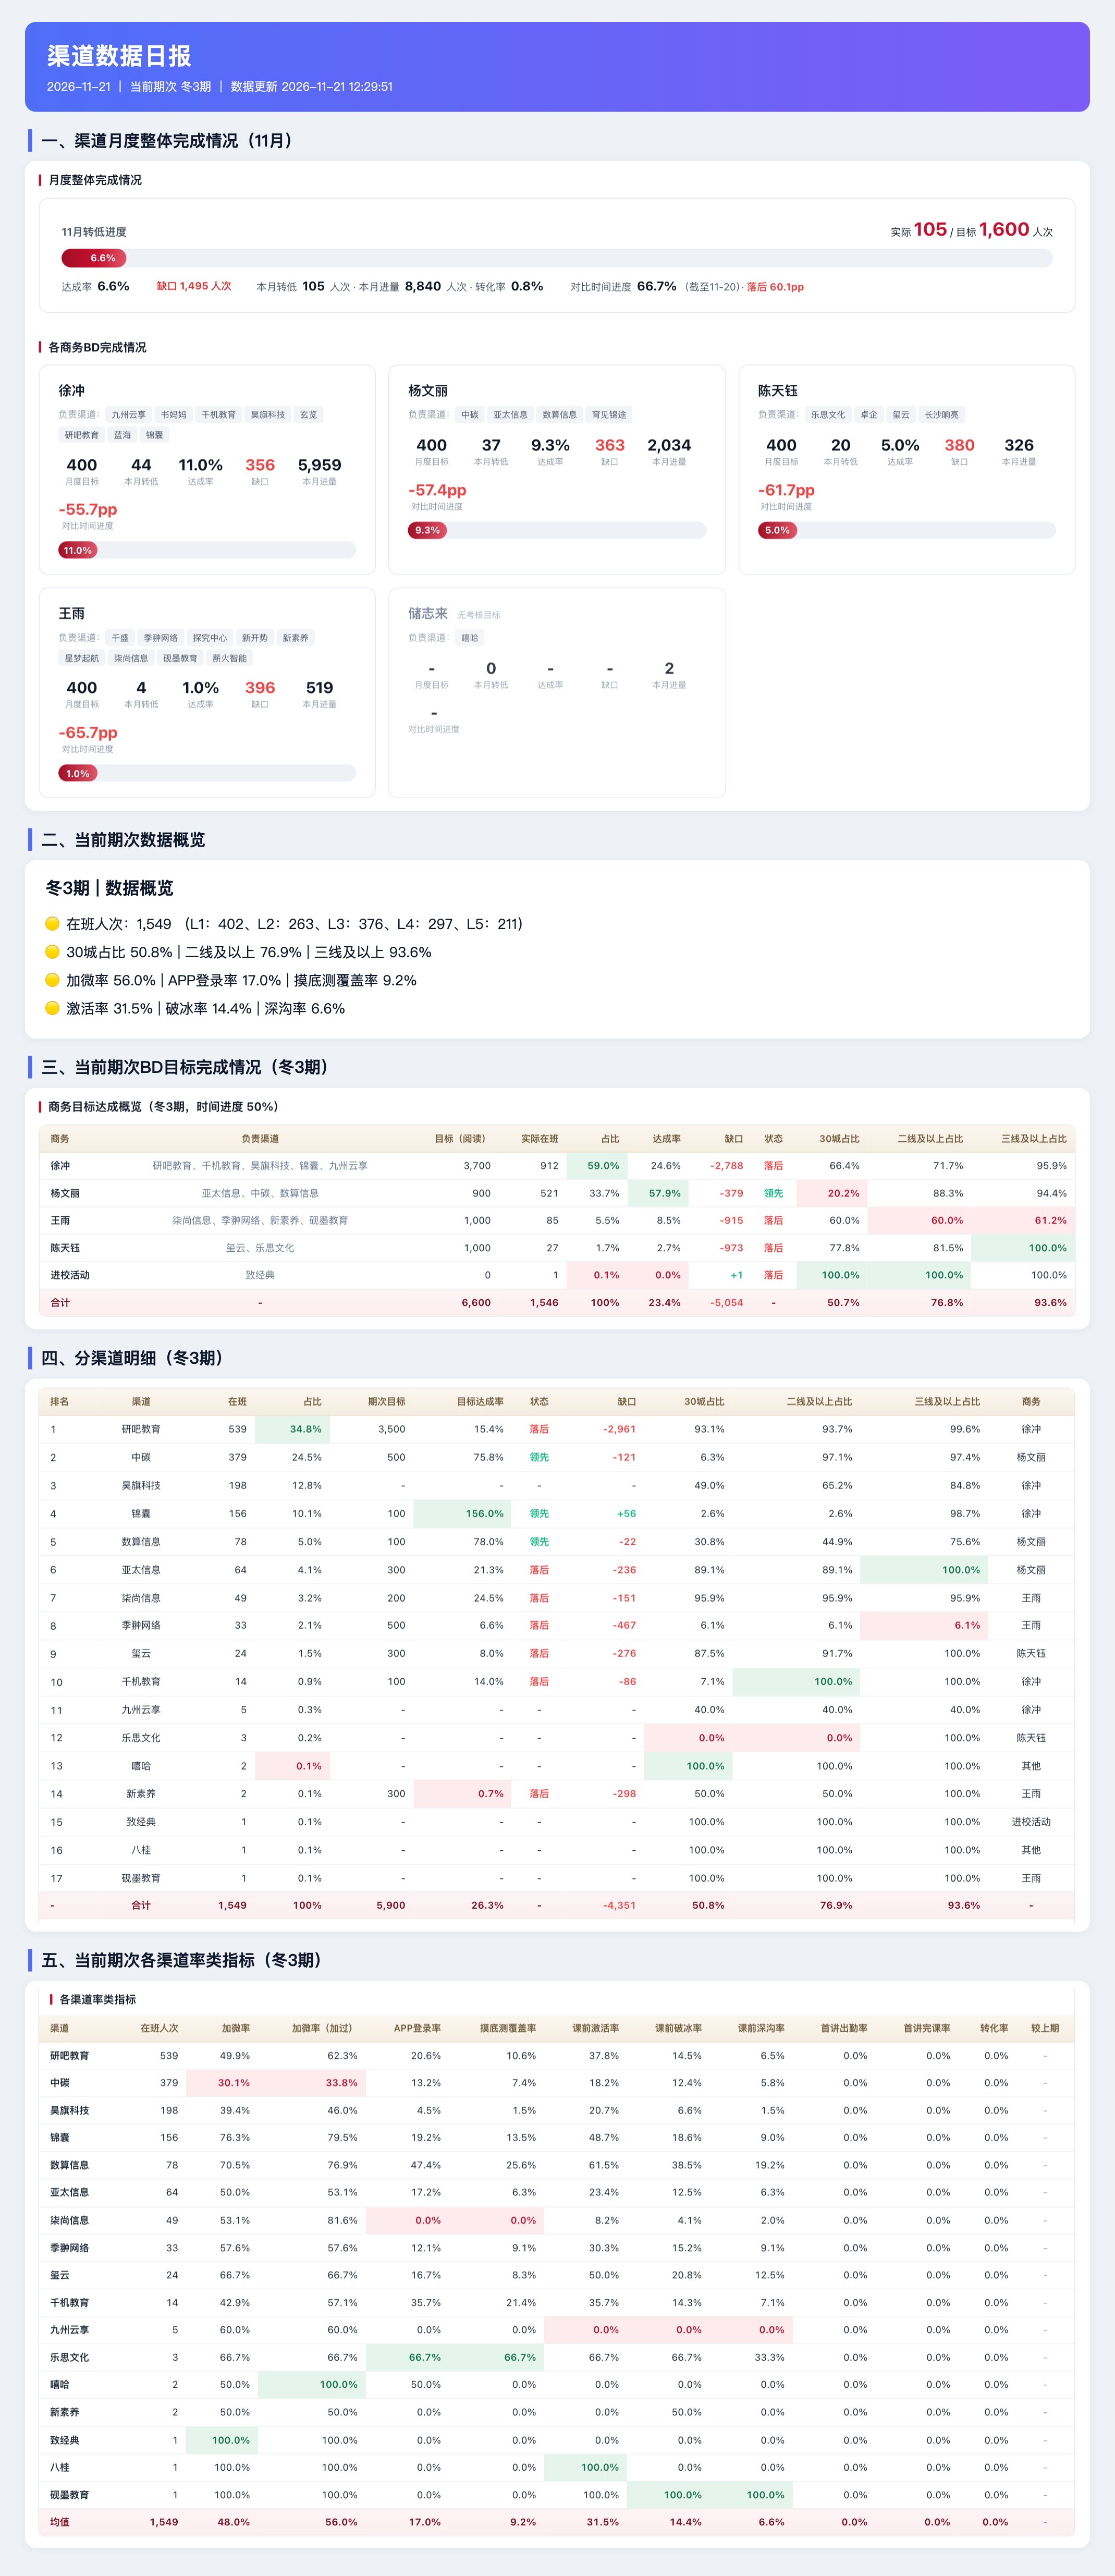 渠道数据日报
2026-11-21 | 当前期次 冬3期 | 数据更新 2026-11-21 12:29:51
一、渠道月度整体完成情况（11月）
月度整体完成情况
11月转低进度 实际 105 / 目标 1,600 人次
6.6%
达成率 6.6% 缺口 1,495 人次 本月转低 105 人次 · 本月进量 8,840 人次 · 转化率 0.8% 对比时间进度 66.7% （截至11-20）· 落后 60.1pp
各商务BD完成情况
徐冲
负责渠道： 九州云享 书妈妈 千机教育 昊旗科技 玄览
研吧教育 蓝海 锦囊
400 44 11.0% 356 5,959
月度目标 本月转低 达成率 缺口 本月进量
-55.7pp
对比时间进度
11.0%
杨文丽
负责渠道： 中碳 亚太信息 数算信息 育见锦途
400 37 9.3% 363 2,034
月度目标 本月转低 达成率 缺口 本月进量
-57.4pp
对比时间进度
9.3%
陈天钰
负责渠道： 乐思文化 卓企 玺云 长沙响亮
400 20 5.0% 380 326
月度目标 本月转低 达成率 缺口 本月进量
-61.7pp
对比时间进度
5.0%
王雨
负责渠道： 千盛 季翀网络 探究中心 新开势 新素养
星梦起航 柒尚信息 砚墨教育 薪火智能
400 4 1.0% 396 519
月度目标 本月转低 达成率 缺口 本月进量
-65.7pp
对比时间进度
1.0%
储志来 无考核目标
负责渠道： 嘻哈
- 0 - - 2
月度目标 本月转低 达成率 缺口 本月进量
-
对比时间进度
二、当前期次数据概览
冬3期 | 数据概览
在班人次：1,549 （L1：402、L2：263、L3：376、L4：297、L5：211）
30城占比 50.8% | 二线及以上 76.9% | 三线及以上 93.6%
加微率 56.0% | APP登录率 17.0% | 摸底测覆盖率 9.2%
激活率 31.5% | 破冰率 14.4% | 深沟率 6.6%
三、当前期次BD目标完成情况（冬3期）
商务目标达成概览（冬3期，时间进度 50%）
商务 负责渠道 目标（阅读） 实际在班 占比 达成率 缺口 状态 30城占比 二线及以上占比 三线及以上占比
徐冲 研吧教育、千机教育、昊旗科技、锦囊、九州云享 3,700 912 59.0% 24.6% -2,788 落后 66.4% 71.7% 95.9%
杨文丽 亚太信息、中碳、数算信息 900 521 33.7% 57.9% -379 领先 20.2% 88.3% 94.4%
王雨 柒尚信息、季翀网络、新素养、砚墨教育 1,000 85 5.5% 8.5% -915 落后 60.0% 60.0% 61.2%
陈天钰 玺云、乐思文化 1,000 27 1.7% 2.7% -973 落后 77.8% 81.5% 100.0%
进校活动 致经典 0 1 0.1% 0.0% +1 落后 100.0% 100.0% 100.0%
合计 - 6,600 1,546 100% 23.4% -5,054 - 50.7% 76.8% 93.6%
四、分渠道明细（冬3期）
排名 渠道 在班 占比 期次目标 目标达成率 状态 缺口 30城占比 二线及以上占比 三线及以上占比 商务
1 研吧教育 539 34.8% 3,500 15.4% 落后 -2,961 93.1% 93.7% 99.6% 徐冲
2 中碳 379 24.5% 500 75.8% 领先 -121 6.3% 97.1% 97.4% 杨文丽
3 昊旗科技 198 12.8% - - - - 49.0% 65.2% 84.8% 徐冲
4 锦囊 156 10.1% 100 156.0% 领先 +56 2.6% 2.6% 98.7% 徐冲
5 数算信息 78 5.0% 100 78.0% 领先 -22 30.8% 44.9% 75.6% 杨文丽
6 亚太信息 64 4.1% 300 21.3% 落后 -236 89.1% 89.1% 100.0% 杨文丽
7 柒尚信息 49 3.2% 200 24.5% 落后 -151 95.9% 95.9% 95.9% 王雨
8 季翀网络 33 2.1% 500 6.6% 落后 -467 6.1% 6.1% 6.1% 王雨
9 玺云 24 1.5% 300 8.0% 落后 -276 87.5% 91.7% 100.0% 陈天钰
10 千机教育 14 0.9% 100 14.0% 落后 -86 7.1% 100.0% 100.0% 徐冲
11 九州云享 5 0.3% - - - - 40.0% 40.0% 40.0% 徐冲
12 乐思文化 3 0.2% - - - - 0.0% 0.0% 100.0% 陈天钰
13 嘻哈 2 0.1% - - - - 100.0% 100.0% 100.0% 其他
14 新素养 2 0.1% 300 0.7% 落后 -298 50.0% 50.0% 100.0% 王雨
15 致经典 1 0.1% - - - - 100.0% 100.0% 100.0% 进校活动
16 八桂 1 0.1% - - - - 100.0% 100.0% 100.0% 其他
17 砚墨教育 1 0.1% - - - - 100.0% 100.0% 100.0% 王雨
- 合计 1,549 100% 5,900 26.3% - -4,351 50.8% 76.9% 93.6% -
五、当前期次各渠道率类指标（冬3期）
各渠道率类指标
渠道 在班人次 加微率 加微率（加过） APP登录率 摸底测覆盖率 课前激活率 课前破冰率 课前深沟率 首讲出勤率 首讲完课率 转化率 较上期
研吧教育 539 49.9% 62.3% 20.6% 10.6% 37.8% 14.5% 6.5% 0.0% 0.0% 0.0% -
中碳 379 30.1% 33.8% 13.2% 7.4% 18.2% 12.4% 5.8% 0.0% 0.0% 0.0% -
昊旗科技 198 39.4% 46.0% 4.5% 1.5% 20.7% 6.6% 1.5% 0.0% 0.0% 0.0% -
锦囊 156 76.3% 79.5% 19.2% 13.5% 48.7% 18.6% 9.0% 0.0% 0.0% 0.0% -
数算信息 78 70.5% 76.9% 47.4% 25.6% 61.5% 38.5% 19.2% 0.0% 0.0% 0.0% -
亚太信息 64 50.0% 53.1% 17.2% 6.3% 23.4% 12.5% 6.3% 0.0% 0.0% 0.0% -
柒尚信息 49 53.1% 81.6% 0.0% 0.0% 8.2% 4.1% 2.0% 0.0% 0.0% 0.0% -
季翀网络 33 57.6% 57.6% 12.1% 9.1% 30.3% 15.2% 9.1% 0.0% 0.0% 0.0% -
玺云 24 66.7% 66.7% 16.7% 8.3% 50.0% 20.8% 12.5% 0.0% 0.0% 0.0% -
千机教育 14 42.9% 57.1% 35.7% 21.4% 35.7% 14.3% 7.1% 0.0% 0.0% 0.0% -
九州云享 5 60.0% 60.0% 0.0% 0.0% 0.0% 0.0% 0.0% 0.0% 0.0% 0.0% -
乐思文化 3 66.7% 66.7% 66.7% 66.7% 66.7% 66.7% 33.3% 0.0% 0.0% 0.0% -
嘻哈 2 50.0% 100.0% 50.0% 0.0% 0.0% 0.0% 0.0% 0.0% 0.0% 0.0% -
新素养 2 50.0% 50.0% 0.0% 0.0% 0.0% 50.0% 0.0% 0.0% 0.0% 0.0% -
致经典 1 100.0% 100.0% 0.0% 0.0% 0.0% 0.0% 0.0% 0.0% 0.0% 0.0% -
八桂 1 100.0% 100.0% 0.0% 0.0% 100.0% 0.0% 0.0% 0.0% 0.0% 0.0% -
砚墨教育 1 100.0% 100.0% 0.0% 0.0% 100.0% 100.0% 100.0% 0.0% 0.0% 0.0% -
均值 1,549 48.0% 56.0% 17.0% 9.2% 31.5% 14.4% 6.6% 0.0% 0.0% 0.0% -